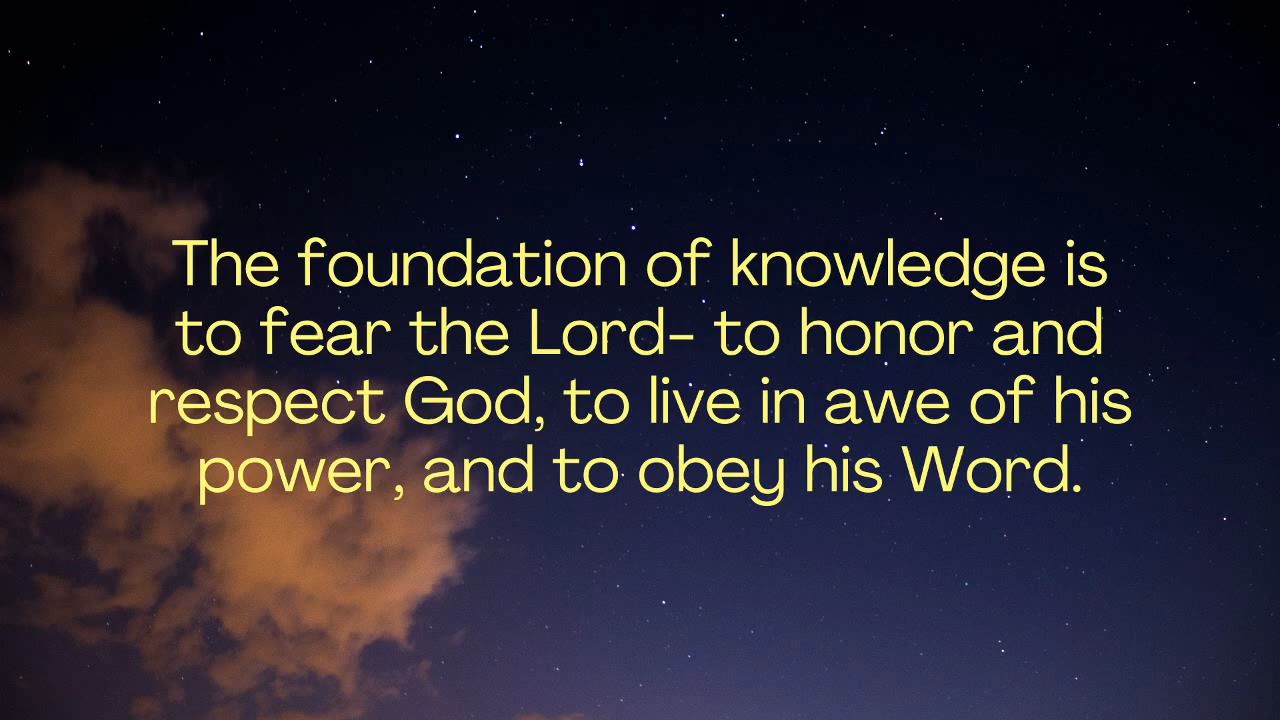 The foundation of knowledge is
to fear the Lord- to honor and
respect God, to live in awe of his
power, and to obey his Word.